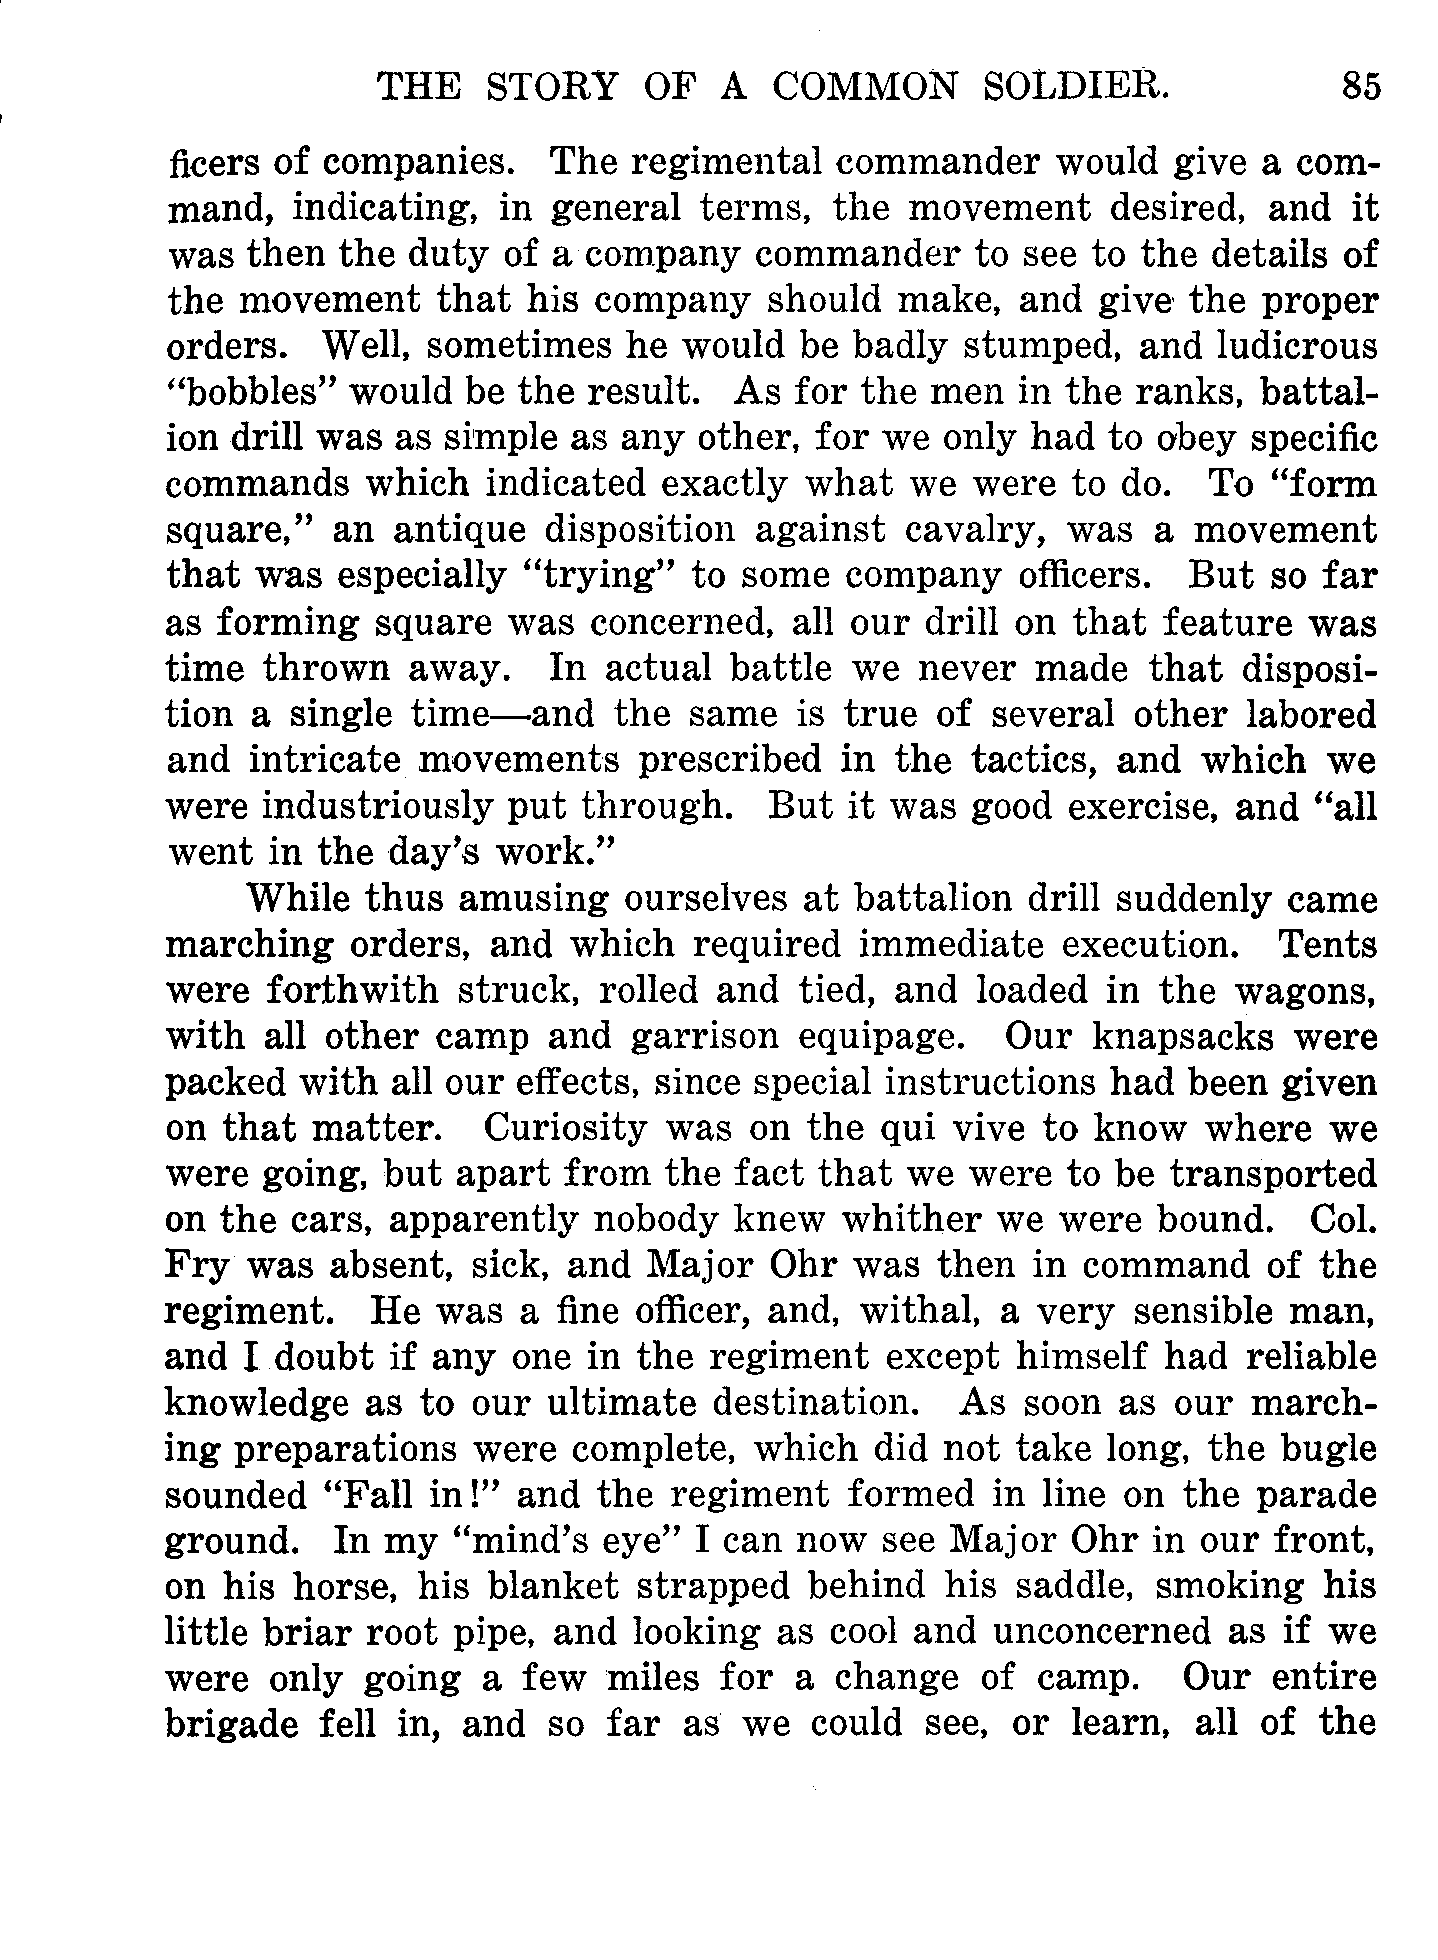 THE STORY OF A COMMON SOLDIER. 85
ficers of companies. The regimental commander would give a com-
mand, indicating, in general terms, the movement desired, and it
was then the duty of a company commander to see to the details of
the movement that his company should make, and give the proper
orders. Well, sometimes he would be badly stumped, and ludicrous
“bobbles” would be the result. As for the men in the ranks, battal-
ion drill was as simple as any other, for we only had to obey specific
commands which indicated exactly what we were to do. To “form
square,” an antique disposition against cavalry, was a movement
that was especially “trying” to some company officers. But so far
as forming square was concerned, all our drill on that feature was
time thrown away. In actual battle we never made that disposi-
tion a single time—and the same is true of several other labored
and intricate movements prescribed in the tactics, and which we
were industriously put through. But it was good exercise, and “all
went in the day’s work.”
While thus amusing ourselves at battalion drill suddenly came
marching orders, and which required immediate execution. Tents
were forthwith struck, rolled and tied, and loaded in the wagons,
with all other camp and garrison equipage. Our knapsacks were
packed with all our effects, since special instructions had been given
on that matter. Curiosity was on the qui vive to know where we
were going, but apart from the fact that we were to be transported
on the cars, apparently nobody knew whither we were bound. Col.
Fry was absent, sick, and Major Ohr was then in command of the
regiment. He was a fine officer, and, withal, a very sensible man,
and I doubt if any one in the regiment except himself had reliable
knowledge as to our ultimate destination. As soon as our march-
ing preparations were complete, which did not take long, the bugle
sounded “Fall in!” and the regiment formed in line on the parade
ground. In my “mind’s eye” I can now see Major Ohr in our front,
on his horse, his blanket strapped behind his saddle, smoking his
little briar root pipe, and looking as cool and unconcerned as if we
were only going a few miles for a change of camp. Our entire
brigade fell in, and so far as we could see, or learn, all of the